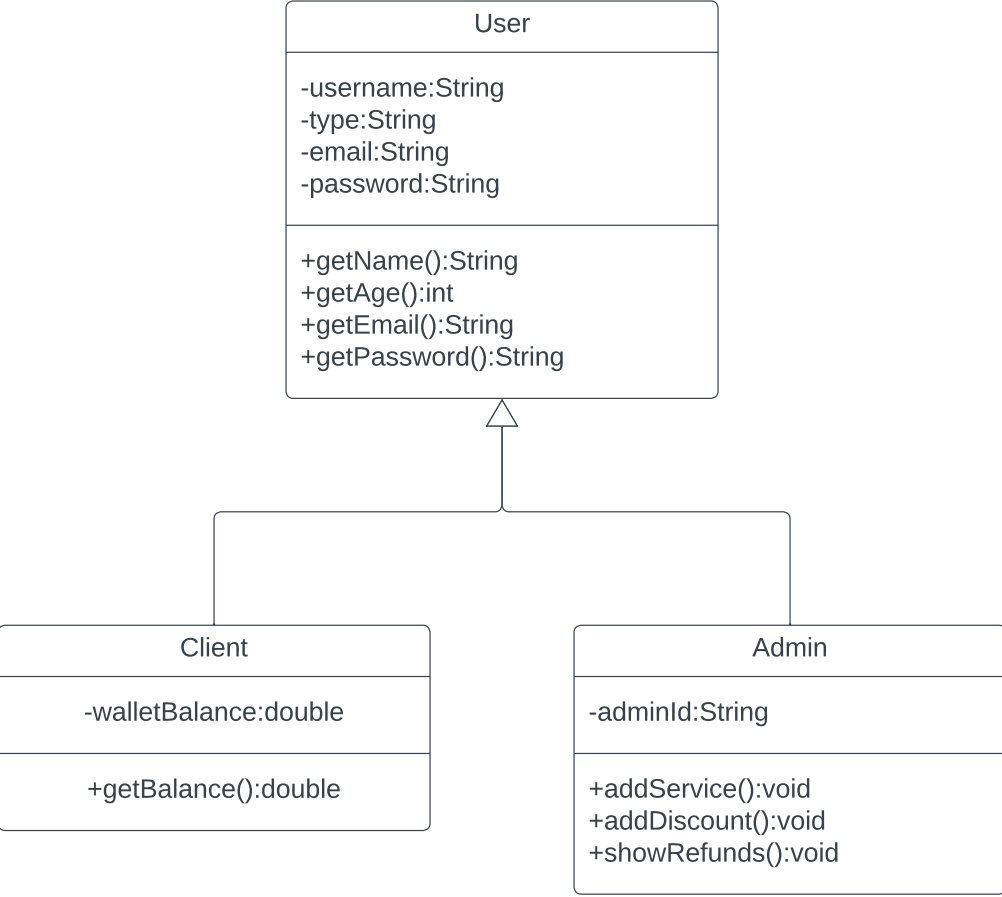 User
-username:String
-type:String
-email:String
-password:String
+getName():String
+getAge():int
+getEmail():String
+getPassword():String
Client
-walletBalance:double
+getBalance():double
Admin
-adminId:String
+addService():void
+addDiscount():void
+showRefunds():void